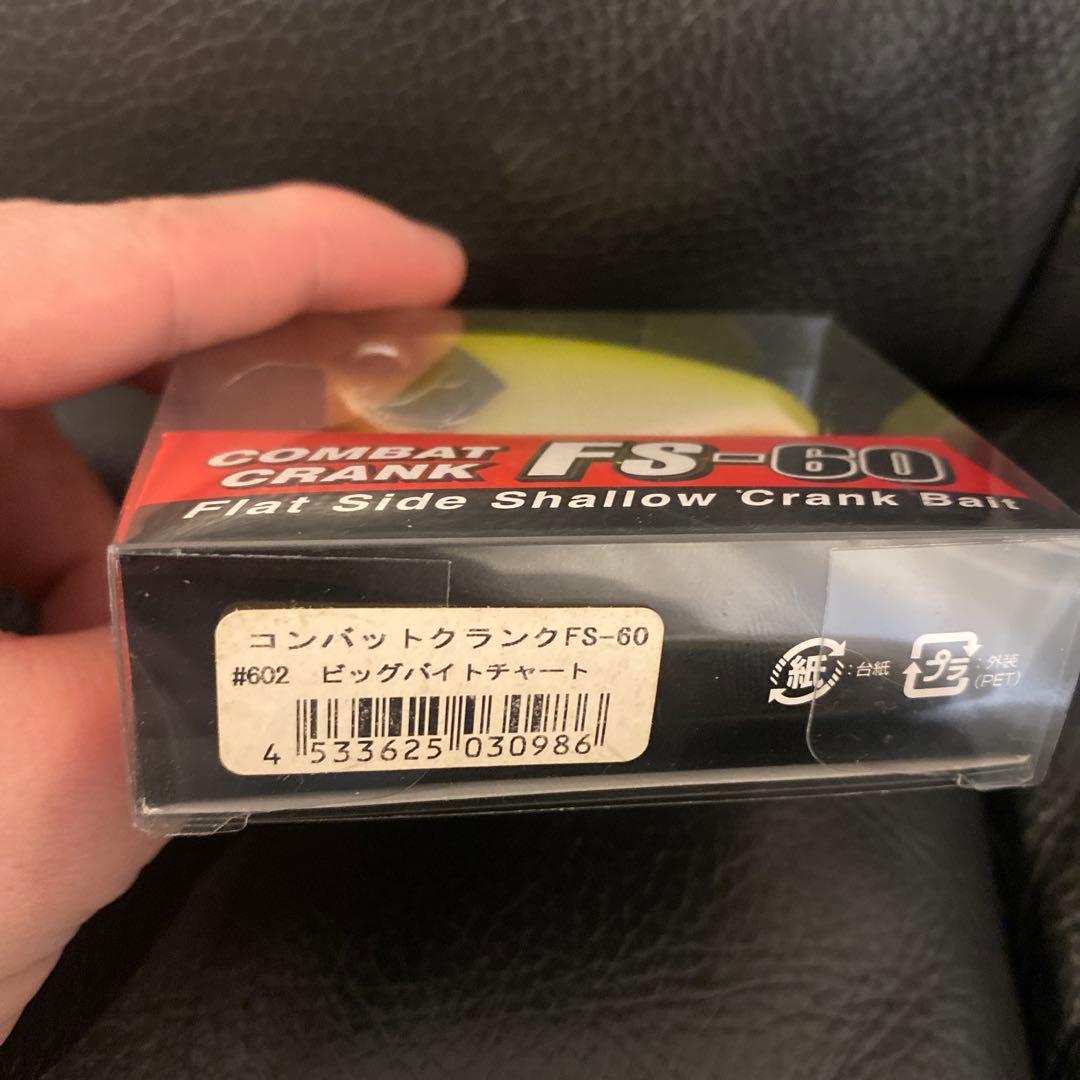 COMBAT
CRANK FS-60
Flat Side Shallow Crank Bait
コンバットクランクFS-60
#602 ビッグバイトチャート
4 533625 030986
紙 : 台紙
プラ : 外装
(PET)